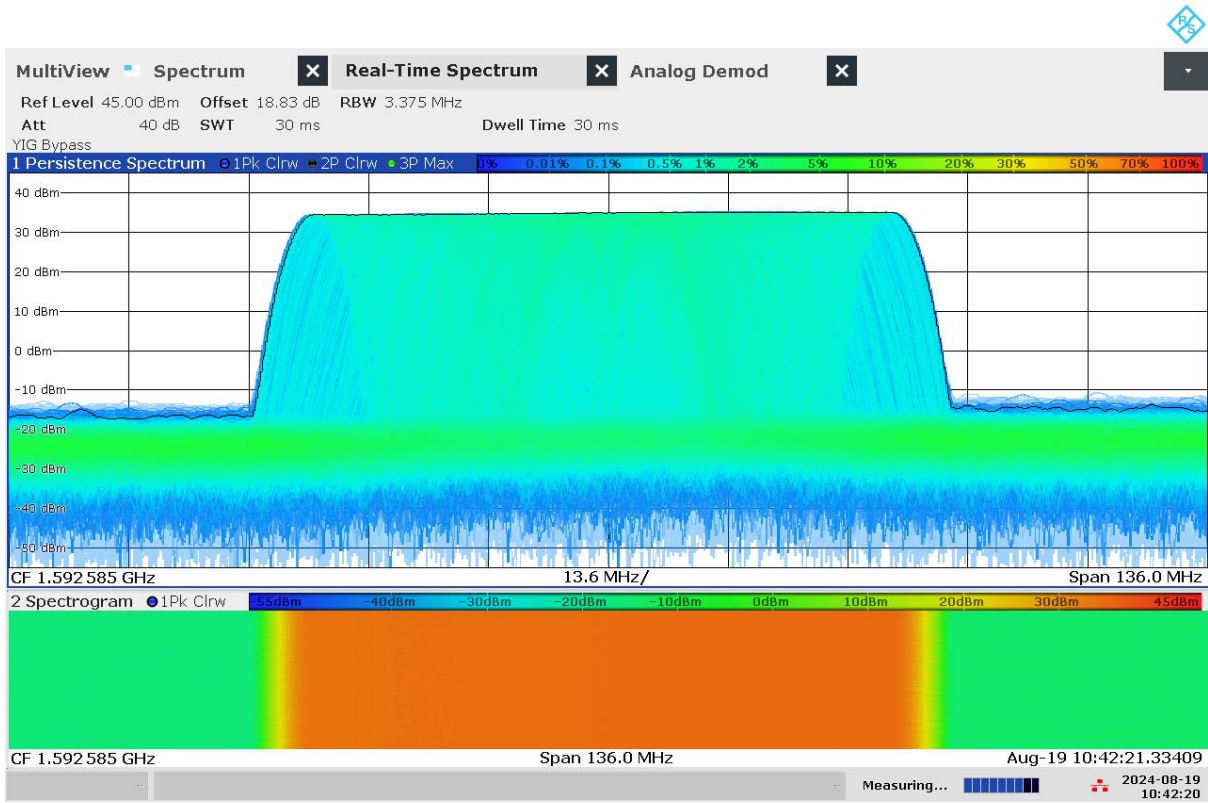 R&S
MultiView Spectrum X Real-Time Spectrum X Analog Demod X
Ref Level 45.00 dBm Offset 18.83 dB RBW 3.375 MHz
Att 40 dB SWT 30 ms Dwell Time 30 ms
YIG Bypass
1 Persistence Spectrum 1Pk Clrw 2P Clrw 3P Max 0% 0.01% 0.1% 0.5% 1% 2% 5% 10% 20% 30% 50% 70% 100%
40 dBm
30 dBm
20 dBm
10 dBm
0 dBm
-10 dBm
-20 dBm
-30 dBm
-40 dBm
-50 dBm
CF 1.592 585 GHz 13.6 MHz/ Span 136.0 MHz
2 Spectrogram 1Pk Clrw -55dBm -40dBm -30dBm -20dBm -10dBm 0dBm 10dBm 20dBm 30dBm 45dBm
CF 1.592 585 GHz Span 136.0 MHz Aug-19 10:42:21.33409
Measuring... 2024-08-19
10:42:20